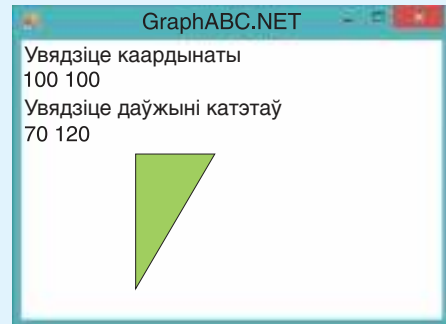 GraphABC.NET
Увядзіце каардынаты
100 100
Увядзіце даўжыні катэтаў
70 120